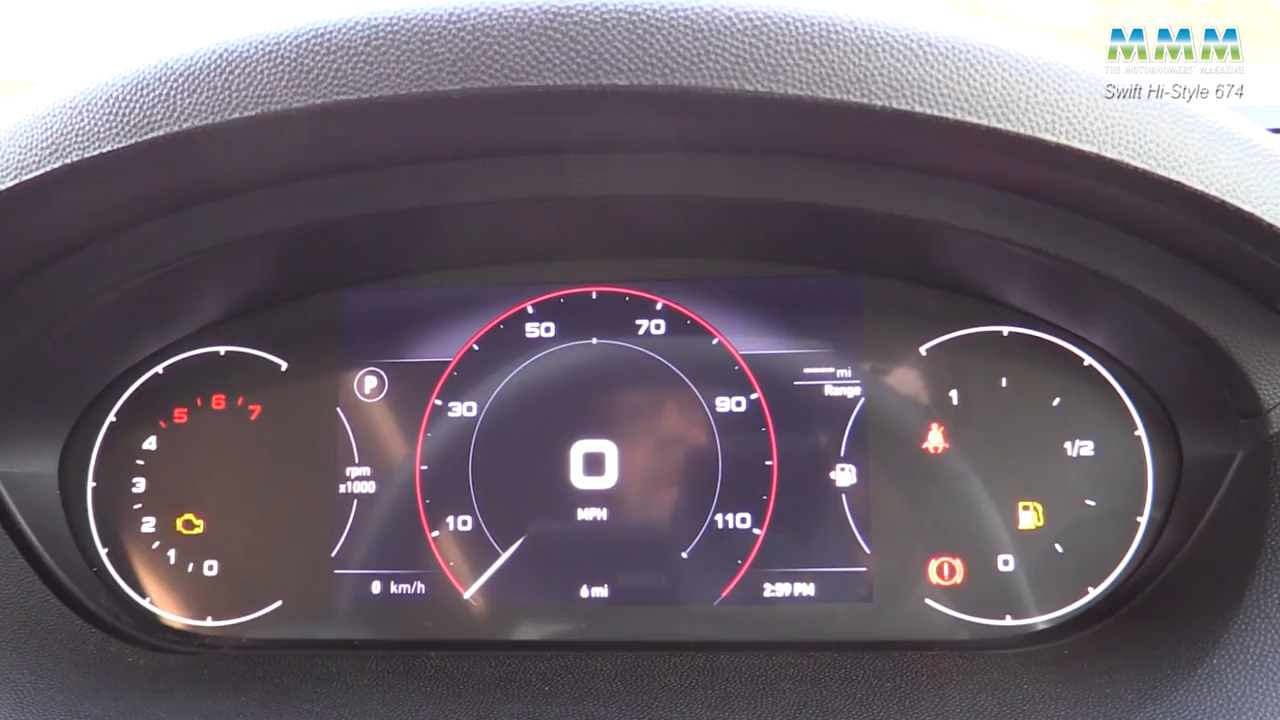 MMM
THE MOTORHOMERS' MAGAZINE
Swift Hi-Style 674
50 70
30 90
10 110
0
MPH
P
rpm
x1000
0 km/h
6 mi
2:59 PM
---- mi
Range
7
6
5
4
3
2
1
0
1
1/2
0